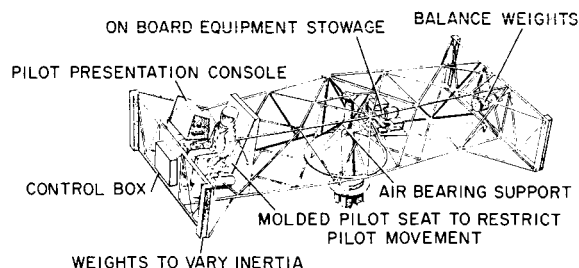 ON BOARD EQUIPMENT STOWAGE
BALANCE WEIGHTS
PILOT PRESENTATION CONSOLE
CONTROL BOX
AIR BEARING SUPPORT
MOLDED PILOT SEAT TO RESTRICT
PILOT MOVEMENT
WEIGHTS TO VARY INERTIA